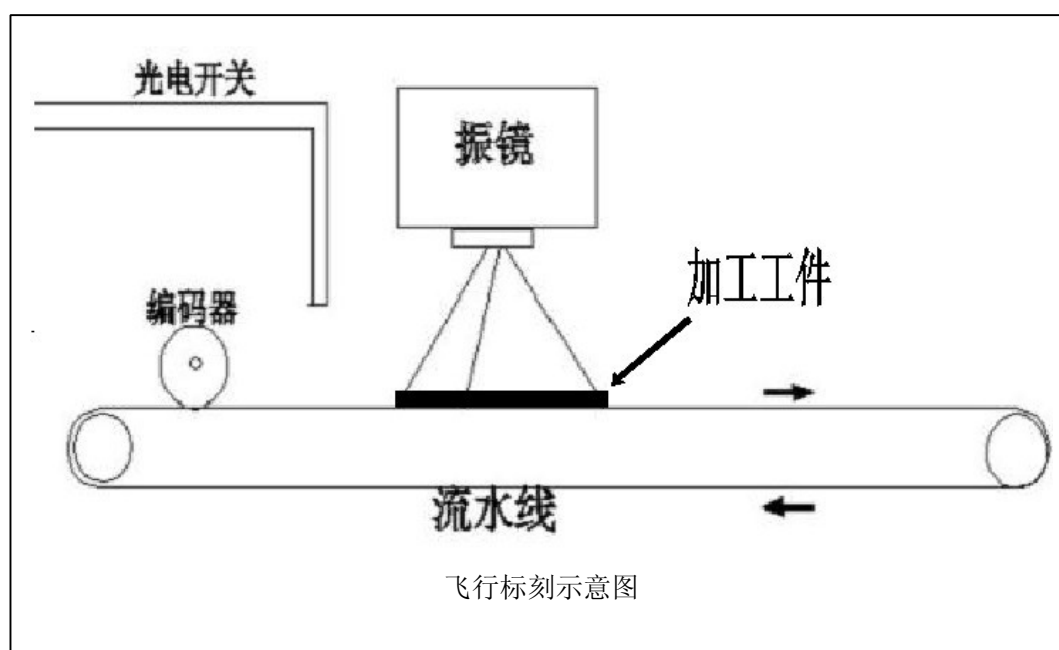 光电开关
振镜
加工工件
编码器
流水线
飞行标刻示意图